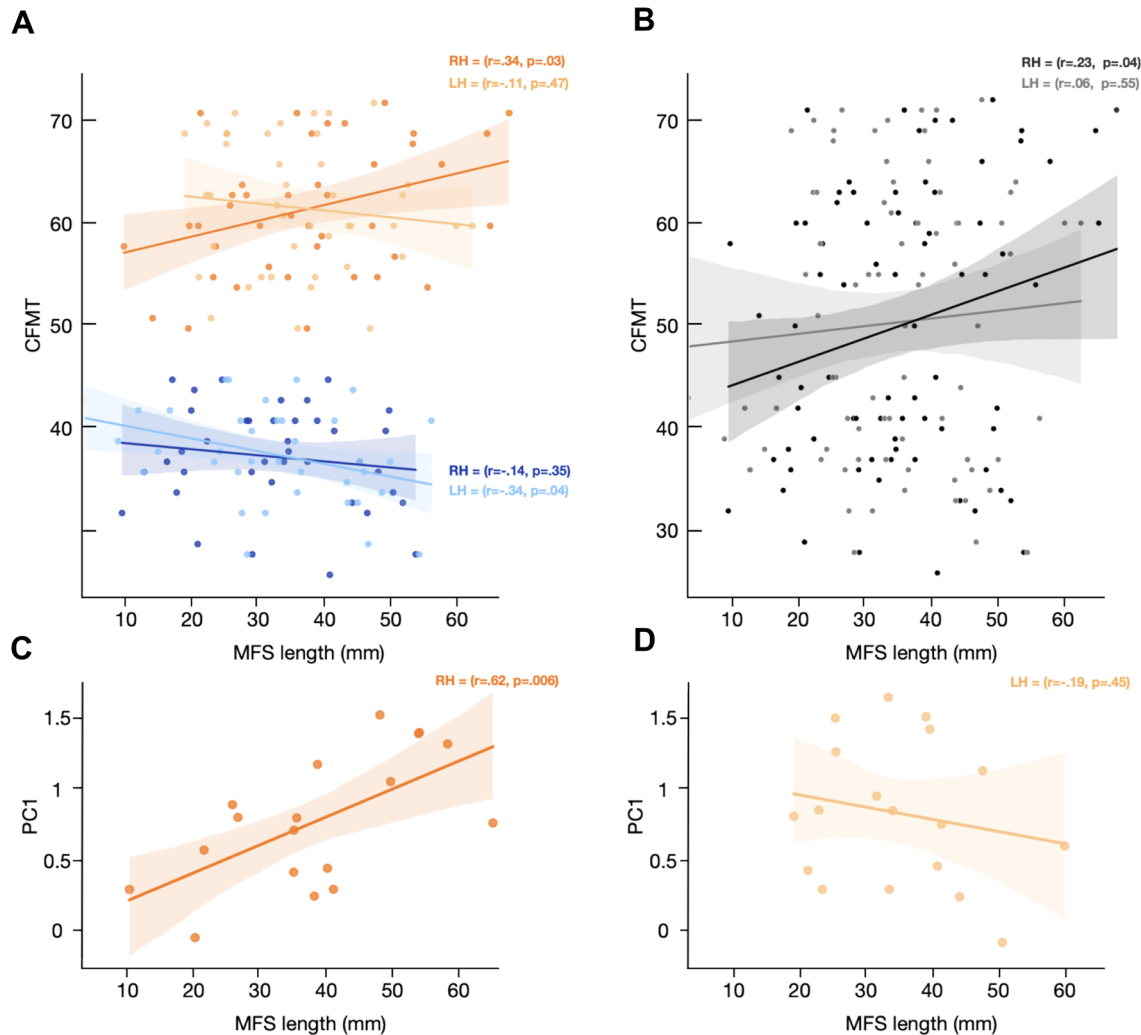 A
RH = (r=.34, p=.03)
LH = (r=-.11, p=.47)
70
60
50
40
CFMT
RH = (r=-.14, p=.35)
LH = (r=-.34, p=.04)
10 20 30 40 50 60
MFS length (mm)
B
RH = (r=.23, p=.04)
LH = (r=.06, p=.55)
70
60
50
40
30
CFMT
10 20 30 40 50 60
MFS length (mm)
C
RH = (r=.62, p=.006)
1.5
1
0.5
0
PC1
10 20 30 40 50 60
MFS length (mm)
D
LH = (r=-.19, p=.45)
1.5
1
0.5
0
PC1
10 20 30 40 50 60
MFS length (mm)